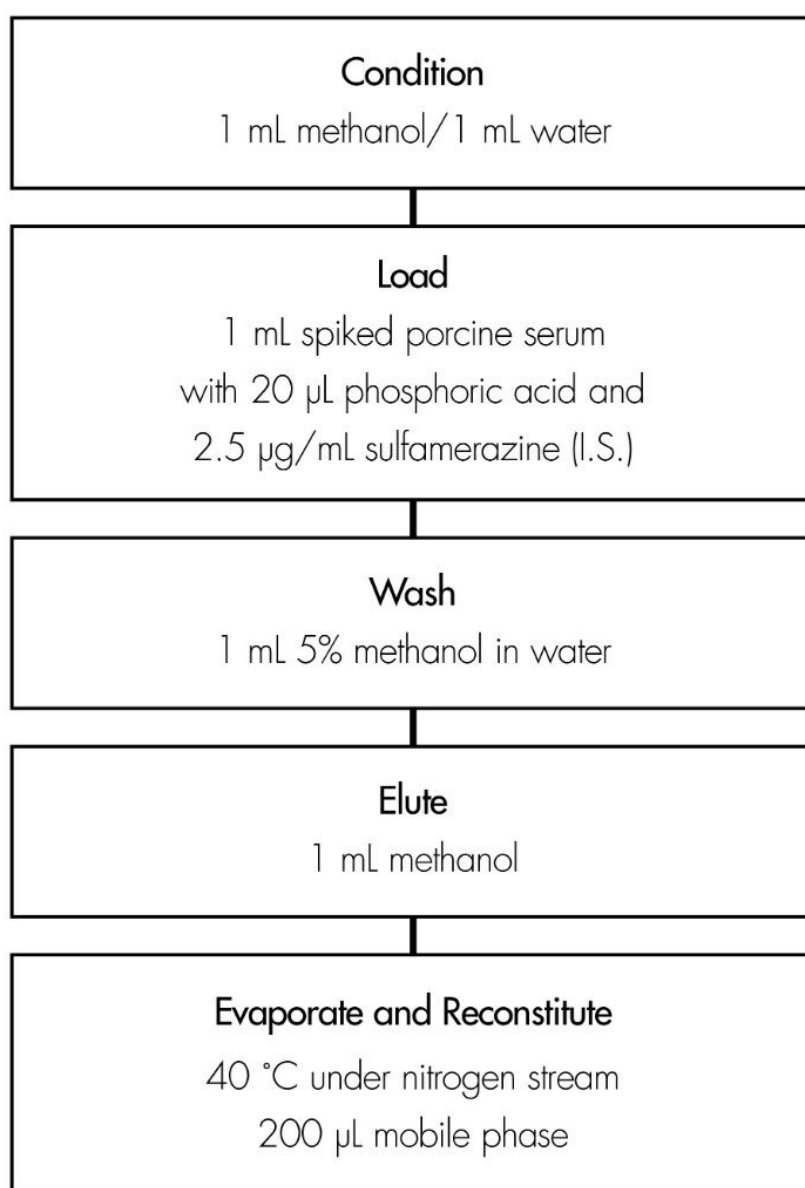 Condition
1 mL methanol/1 mL water
Load
1 mL spiked porcine serum
with 20 µL phosphoric acid and
2.5 µg/mL sulfamerazine (I.S.)
Wash
1 mL 5% methanol in water
Elute
1 mL methanol
Evaporate and Reconstitute
40 °C under nitrogen stream
200 µL mobile phase